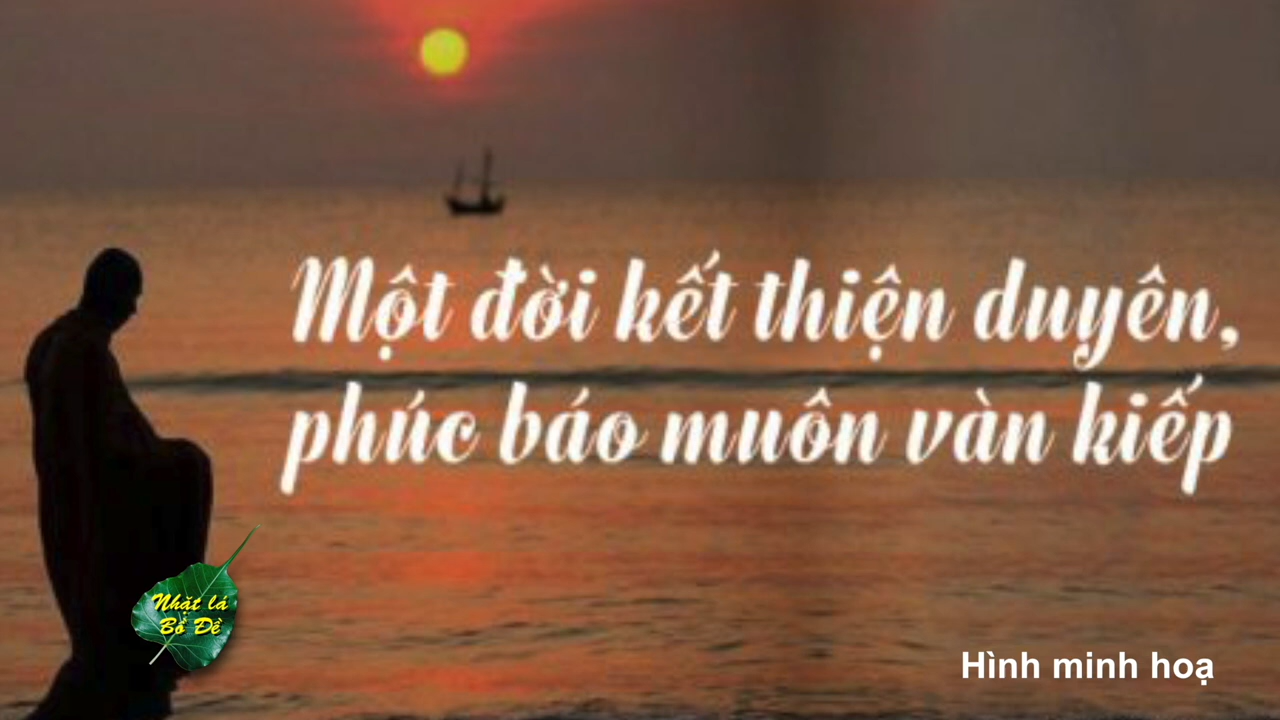 Một đời kết thiện duyên,
phúc báo muôn vàn kiếp
Nhặt lá
Bồ Đề
Hình minh hoạ